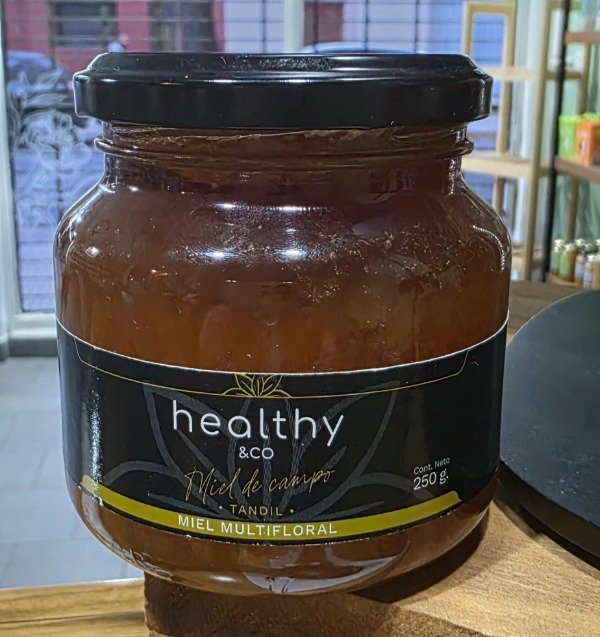 healthy
&CO
Miel de campo
• TANDIL •
MIEL MULTIFLORAL
Cont. Neto
250 g.